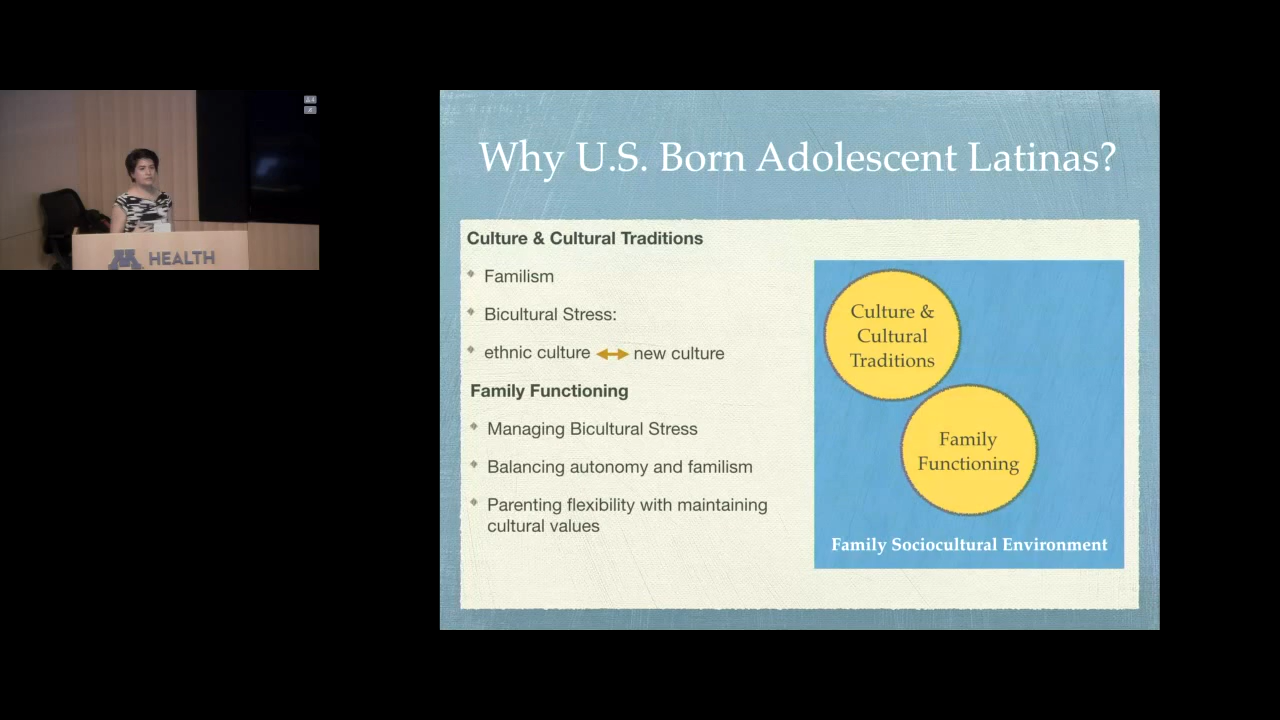 HEALTH
Why U.S. Born Adolescent Latinas?
Culture & Cultural Traditions
Familism
Bicultural Stress:
ethnic culture ↔ new culture
Family Functioning
Managing Bicultural Stress
Balancing autonomy and familism
Parenting flexibility with maintaining
cultural values
Culture &
Cultural
Traditions
Family
Functioning
Family Sociocultural Environment